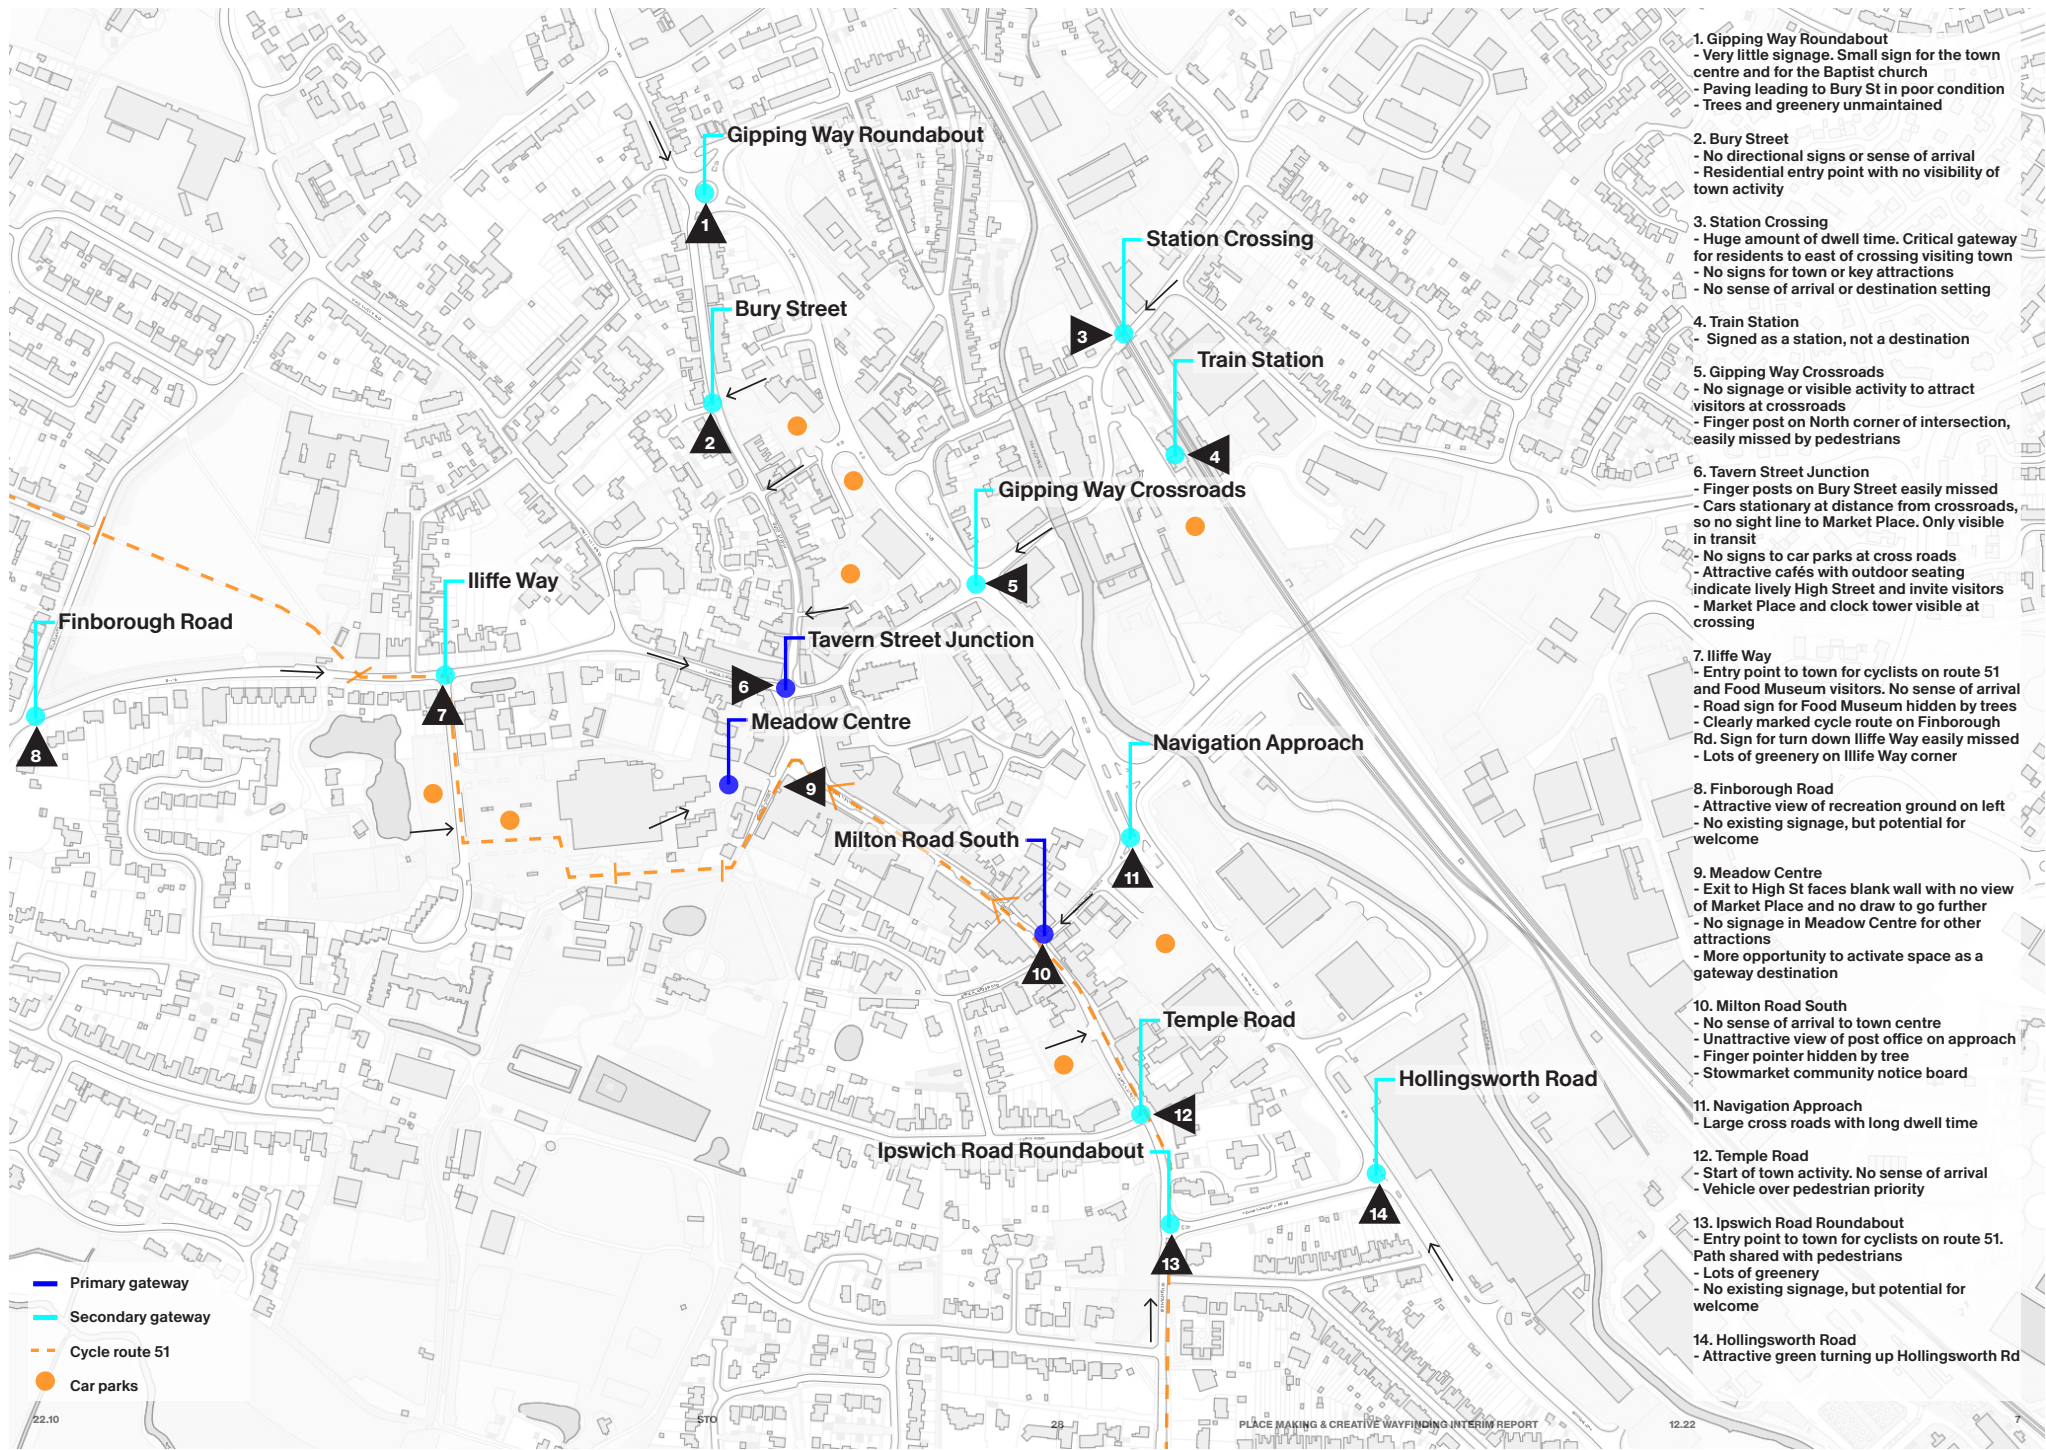 Gipping Way Roundabout
1
Station Crossing
3
Bury Street
2
Train Station
4
Gipping Way Crossroads
5
Iliffe Way
7
Finborough Road
8
Tavern Street Junction
6
Meadow Centre
9
Navigation Approach
11
Milton Road South
10
Temple Road
12
Hollingsworth Road
14
Ipswich Road Roundabout
13
Primary gateway
Secondary gateway
Cycle route 51
Car parks
1. Gipping Way Roundabout
- Very little signage. Small sign for the town
centre and for the Baptist church
- Paving leading to Bury St in poor condition
- Trees and greenery unmaintained
2. Bury Street
- No directional signs or sense of arrival
- Residential entry point with no visibility of
town activity
3. Station Crossing
- Huge amount of dwell time. Critical gateway
for residents to east of crossing visiting town
- No signs for town or key attractions
- No sense of arrival or destination setting
4. Train Station
- Signed as a station, not a destination
5. Gipping Way Crossroads
- No signage or visible activity to attract
visitors at crossroads
- Finger post on North corner of intersection,
easily missed by pedestrians
6. Tavern Street Junction
- Finger posts on Bury Street easily missed
- Cars stationary at distance from crossroads,
so no sight line to Market Place. Only visible
in transit
- No signs to car parks at cross roads
- Attractive cafés with outdoor seating
indicate lively High Street and invite visitors
- Market Place and clock tower visible at
crossing
7. Iliffe Way
- Entry point to town for cyclists on route 51
and Food Museum visitors. No sense of arrival
- Road sign for Food Museum hidden by trees
- Clearly marked cycle route on Finborough
Rd. Sign for turn down Iliffe Way easily missed
- Lots of greenery on Illife Way corner
8. Finborough Road
- Attractive view of recreation ground on left
- No existing signage, but potential for
welcome
9. Meadow Centre
- Exit to High St faces blank wall with no view
of Market Place and no draw to go further
- No signage in Meadow Centre for other
attractions
- More opportunity to activate space as a
gateway destination
10. Milton Road South
- No sense of arrival to town centre
- Unattractive view of post office on approach
- Finger pointer hidden by tree
- Stowmarket community notice board
11. Navigation Approach
- Large cross roads with long dwell time
12. Temple Road
- Start of town activity. No sense of arrival
- Vehicle over pedestrian priority
13. Ipswich Road Roundabout
- Entry point to town for cyclists on route 51.
Path shared with pedestrians
- Lots of greenery
- No existing signage, but potential for
welcome
14. Hollingsworth Road
- Attractive green turning up Hollingsworth Rd
22.10
STO
28
PLACE MAKING & CREATIVE WAYFINDING INTERIM REPORT
12.22
7